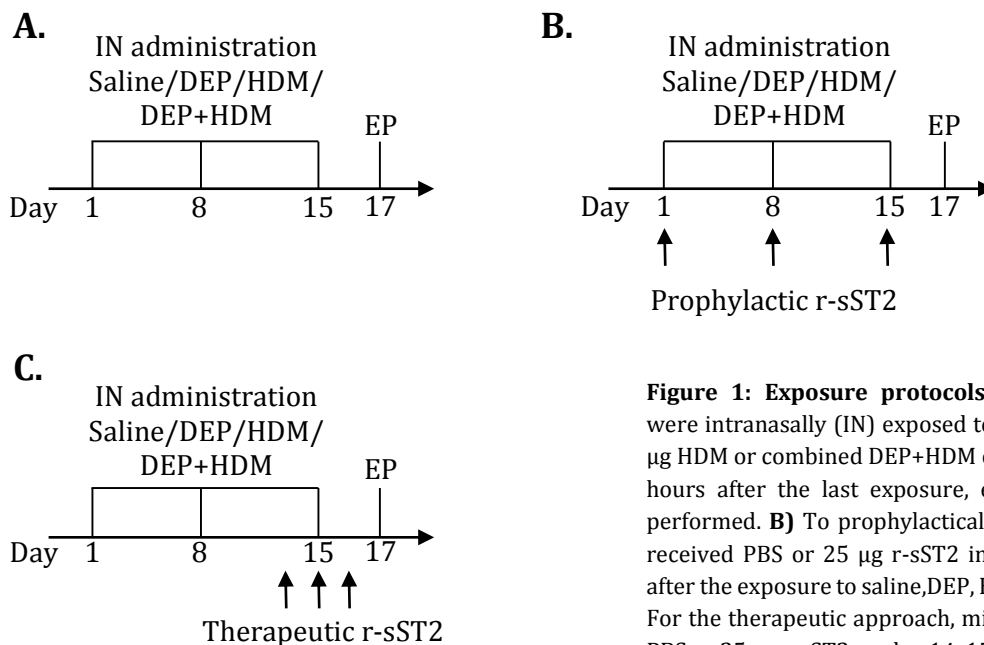 A.
IN administration
Saline/DEP/HDM/
DEP+HDM
EP
Day 1 8 15 17
B.
IN administration
Saline/DEP/HDM/
DEP+HDM
EP
Day 1 8 15 17
Prophylactic r-sST2
C.
IN administration
Saline/DEP/HDM/
DEP+HDM
EP
Day 1 8 15 17
Therapeutic r-sST2
Figure 1: Exposure protocols
were intranasally (IN) exposed to
µg HDM or combined DEP+HDM
hours after the last exposure,
performed. B) To
received PBS or 25 µg r-sST2
after the exposure to saline,DEP,
For the therapeutic approach,